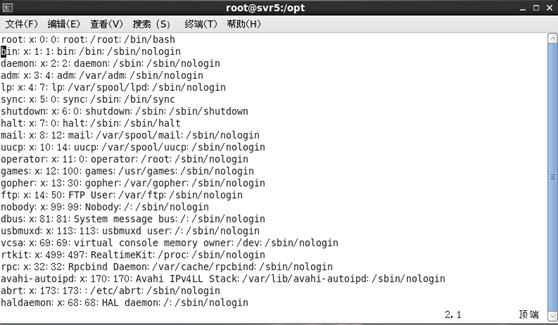 root@svr5:/opt
文件(F) 编辑(E) 查看(V) 搜索 (S) 终端(T) 帮助(H)
root:x:0:0:root:/root:/bin/bash
bin:x:1:1:bin:/bin:/sbin/nologin
daemon:x:2:2:daemon:/sbin:/sbin/nologin
adm:x:3:4:adm:/var/adm:/sbin/nologin
lp:x:4:7:lp:/var/spool/lpd:/sbin/nologin
sync:x:5:0:sync:/sbin:/bin/sync
shutdown:x:6:0:shutdown:/sbin:/sbin/shutdown
halt:x:7:0:halt:/sbin:/sbin/halt
mail:x:8:12:mail:/var/spool/mail:/sbin/nologin
uucp:x:10:14:uucp:/var/spool/uucp:/sbin/nologin
operator:x:11:0:operator:/root:/sbin/nologin
games:x:12:100:games:/usr/games:/sbin/nologin
gopher:x:13:30:gopher:/var/gopher:/sbin/nologin
ftp:x:14:50:FTP User:/var/ftp:/sbin/nologin
nobody:x:99:99:Nobody:/:/sbin/nologin
dbus:x:81:81:System message bus:/:/sbin/nologin
usbmuxd:x:113:113:usbmuxd user:/:/sbin/nologin
vcsa:x:69:69:virtual console memory owner:/dev:/sbin/nologin
rtkit:x:499:497:RealtimeKit:/proc:/sbin/nologin
rpc:x:32:32:Rpcbind Daemon:/var/cache/rpcbind:/sbin/nologin
avahi-autoipd:x:170:170:Avahi IPv4LL Stack:/var/lib/avahi-autoipd:/sbin/nologin
abrt:x:173:173::/etc/abrt:/sbin/nologin
haldaemon:x:68:68:HAL daemon:/:/sbin/nologin
2,1 顶端